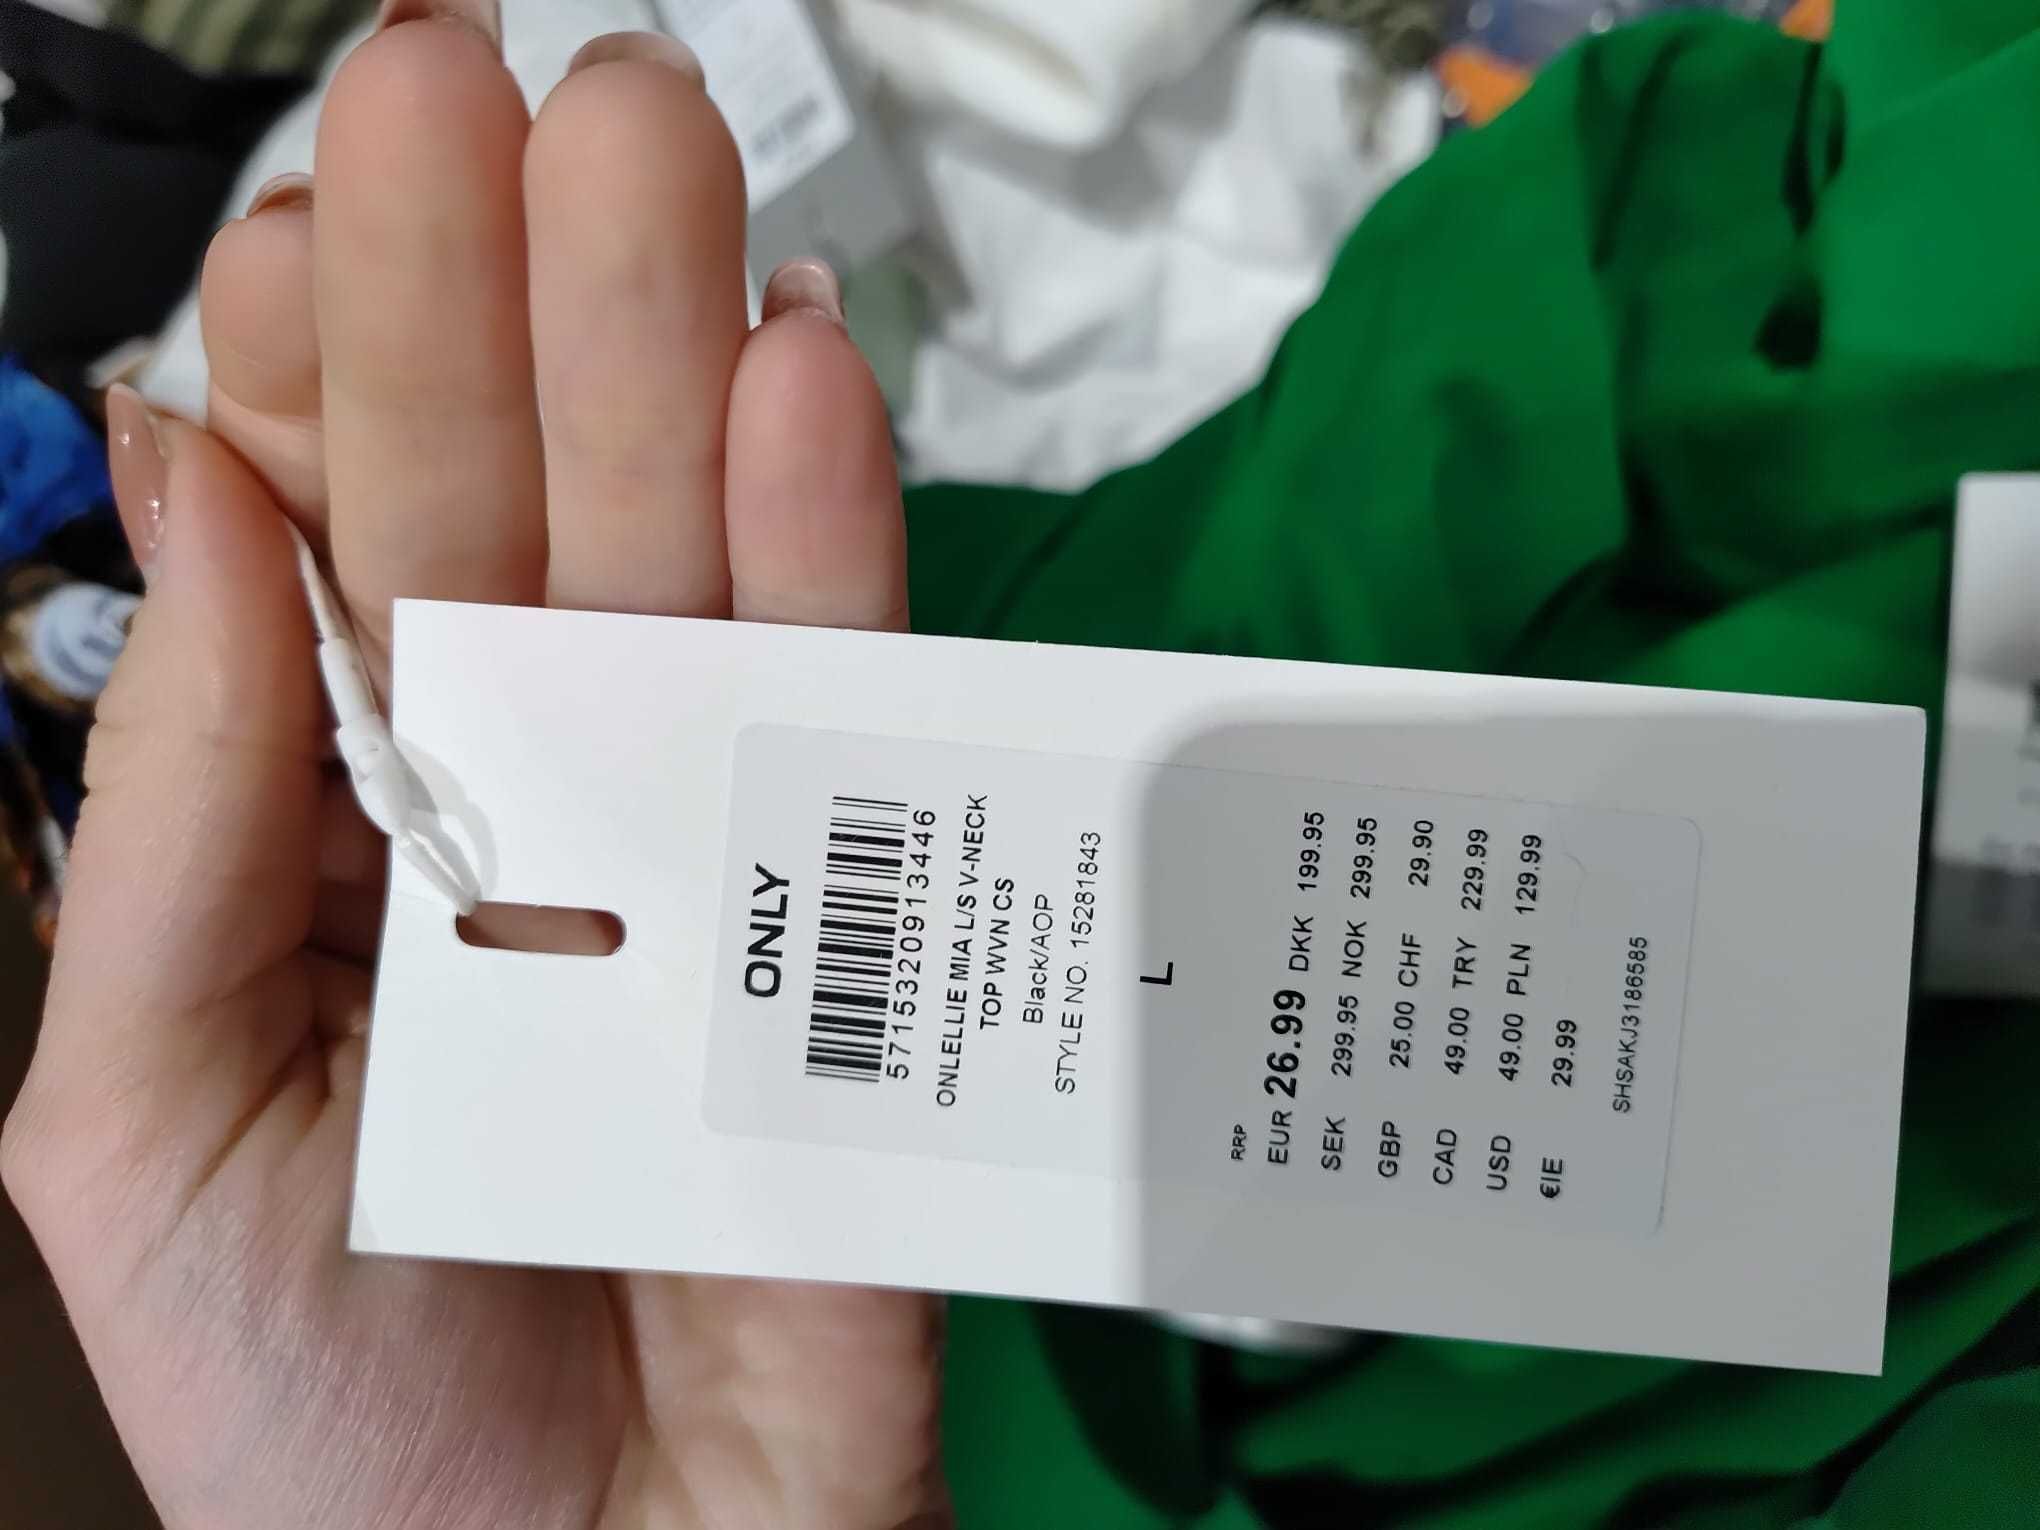 ONLY
5715320913446
ONLELLIE MIA L/S V-NECK
TOP WVN CS
Black/AOP
STYLE NO. 15281843
L
RRP
EUR 26.99 DKK 199.95
SEK 299.95 NOK 299.95
GBP 25.00 CHF 29.90
CAD 49.00 TRY 229.99
USD 49.00 PLN 129.99
€IE 29.99
SHSAKJ3186585